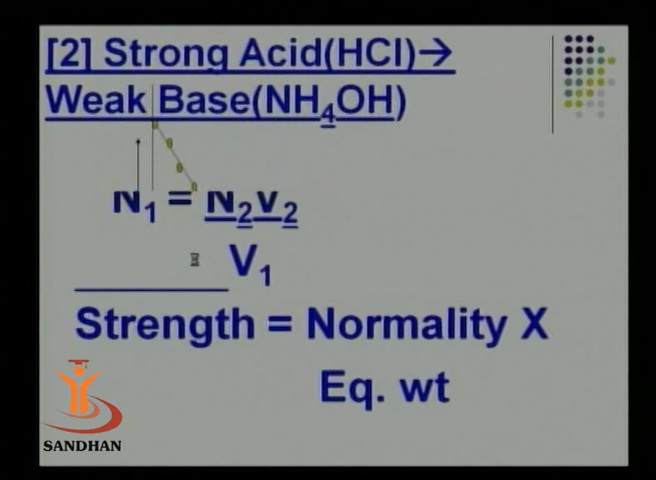 [2] Strong Acid(HCl)→
Weak Base(NH₄OH)
N₁ = N₂V₂
V₁
Strength = Normality X
Eq. wt
SANDHAN